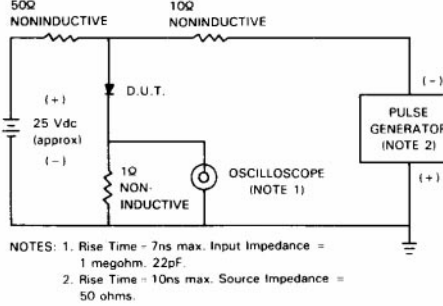 50Ω
NONINDUCTIVE
10Ω
NONINDUCTIVE
(+)
25 Vdc
(approx)
(−)
D.U.T.
1Ω
NON-
INDUCTIVE
OSCILLOSCOPE
(NOTE 1)
(−)
PULSE
GENERATOR
(NOTE 2)
(+)
NOTES: 1. Rise Time - 7ns max. Input Impedance =
1 megohm. 22pF.
2. Rise Time - 10ns max. Source Impedance =
50 ohms.